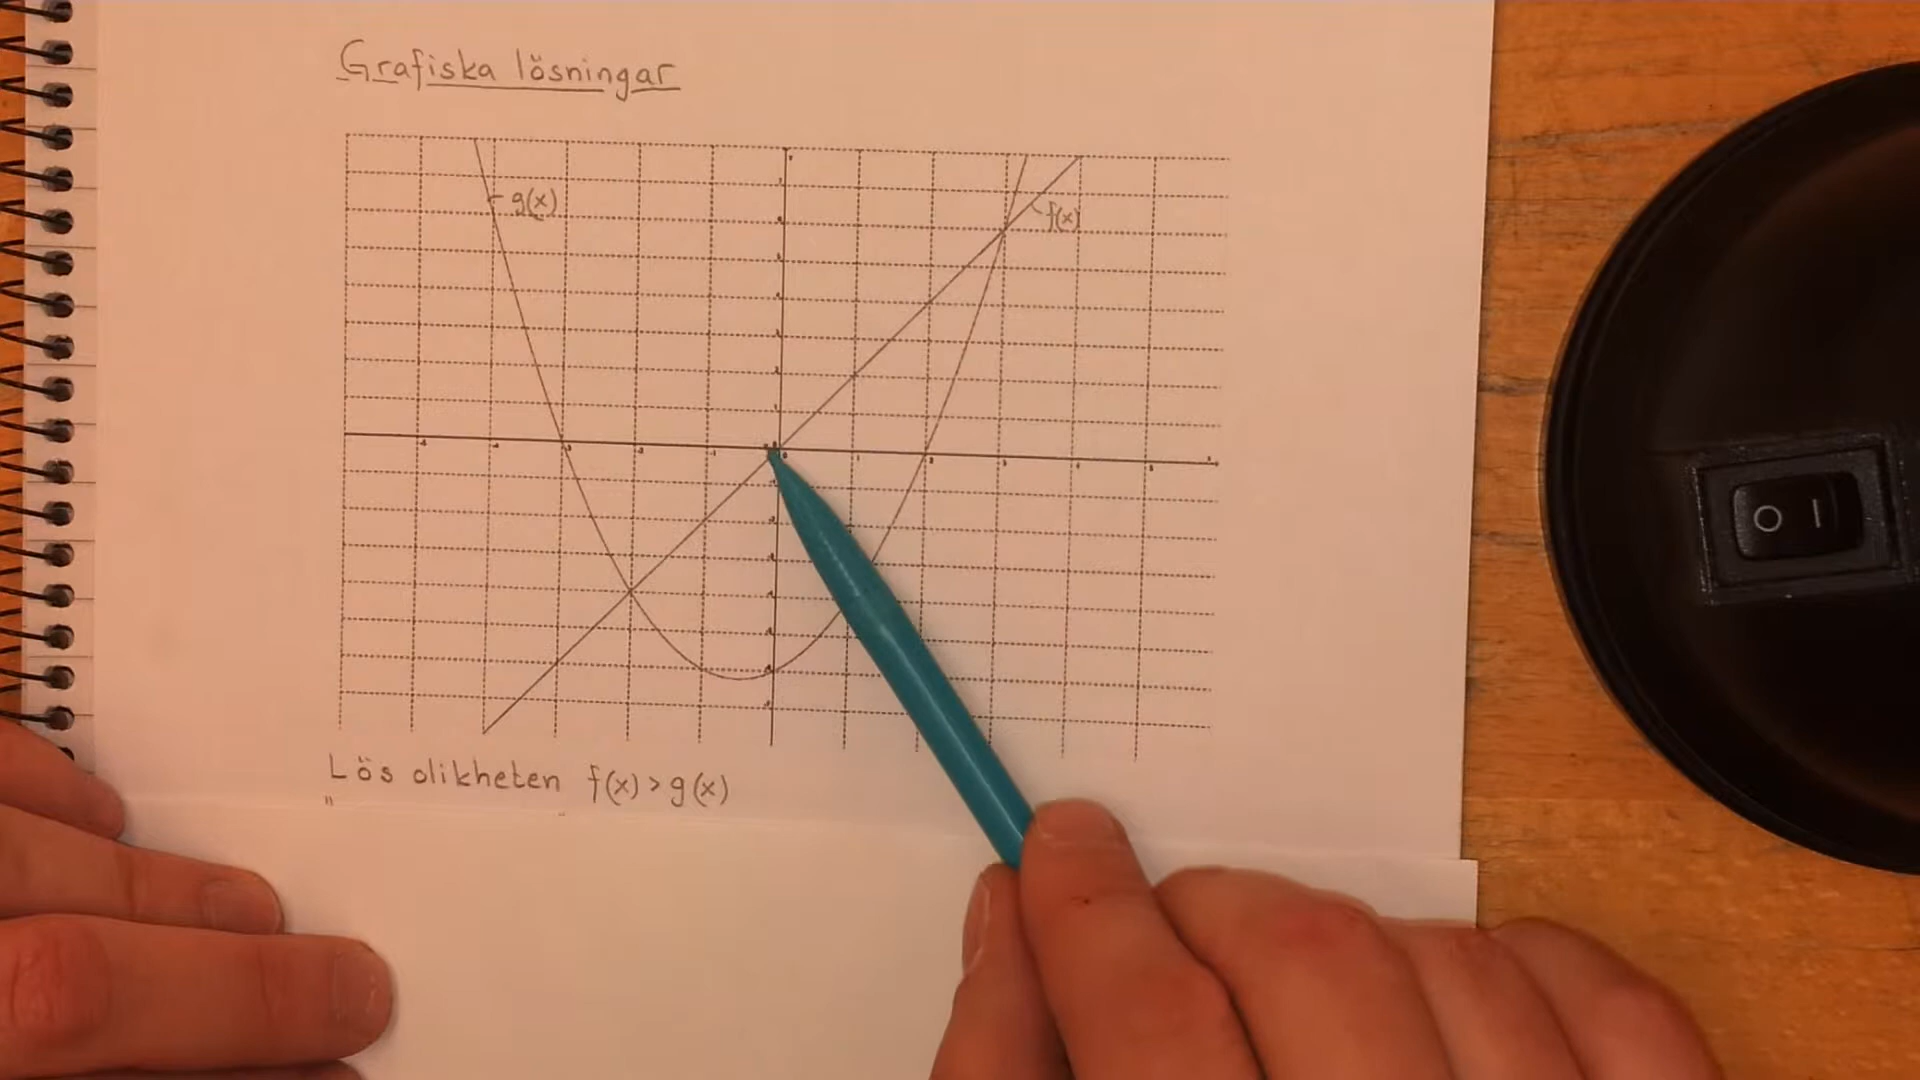 Grafiska lösningar
g(x)
f(x)
Lös olikheten f(x) > g(x)